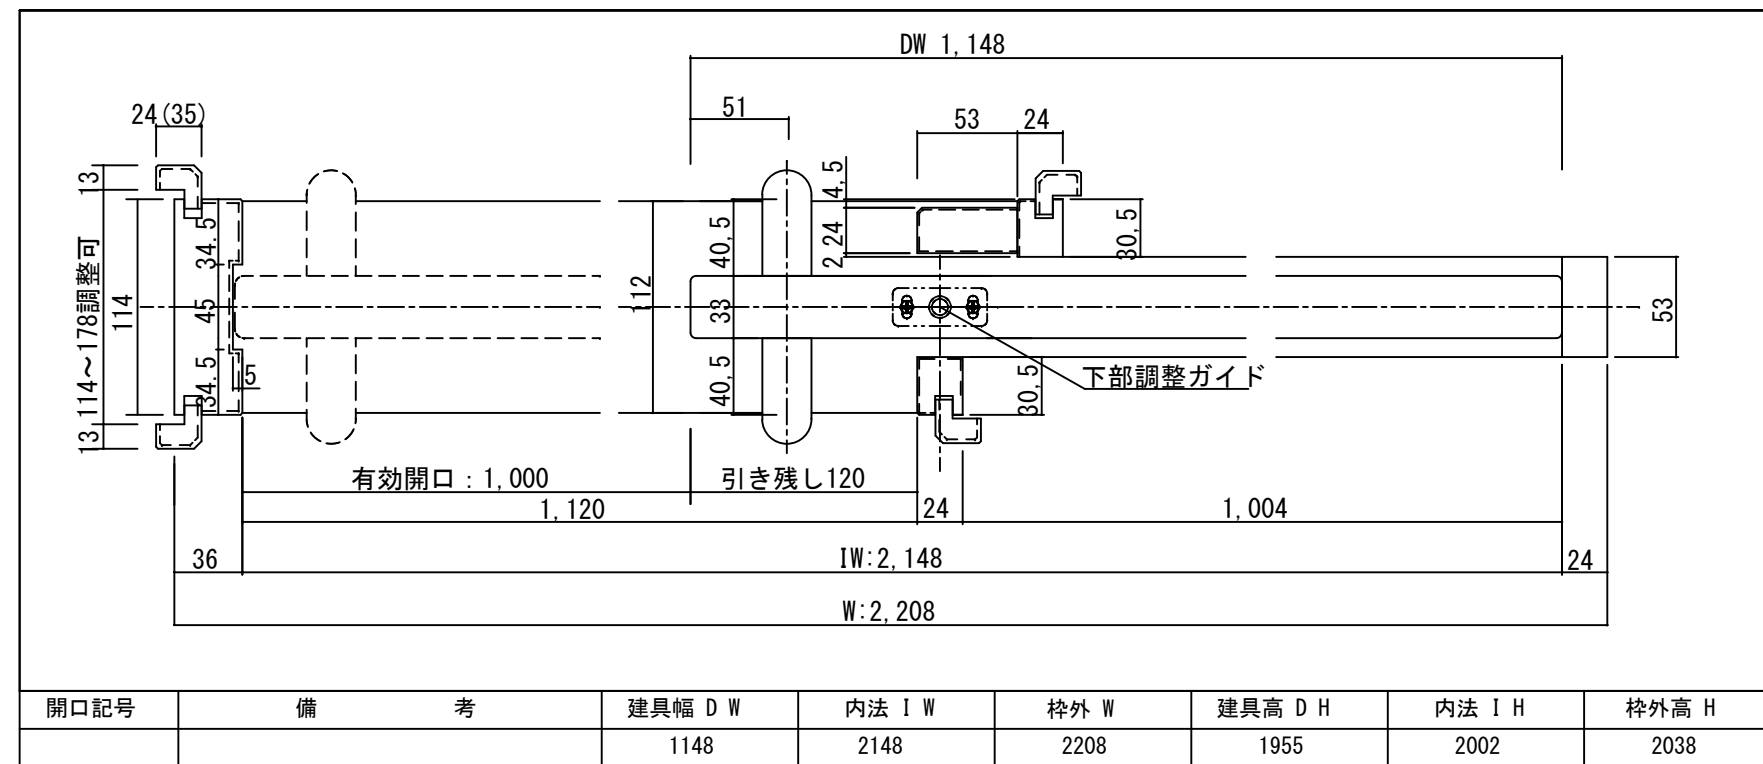 DW 1,148
51
53
24
24(35)
13
4,5
34.5
40,5
2 24
30,5
114～178調整可
114
45
112
33
53
34.5
5
40,5
30,5
下部調整ガイド
13
有効開口：1,000
引き残し120
1,120
24
1,004
36
IW:2,148
24
W:2,208
開口記号 備 考 建具幅 D W 内法 I W 枠外 W 建具高 D H 内法 I H 枠外高 H
1148 2148 2208 1955 2002 2038